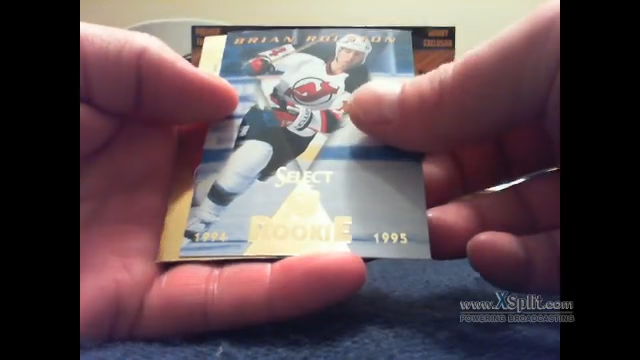 BRIAN ROLSTON
SELECT
ROOKIE
1994 1995
www.XSplit.com
POWERING BROADCASTING